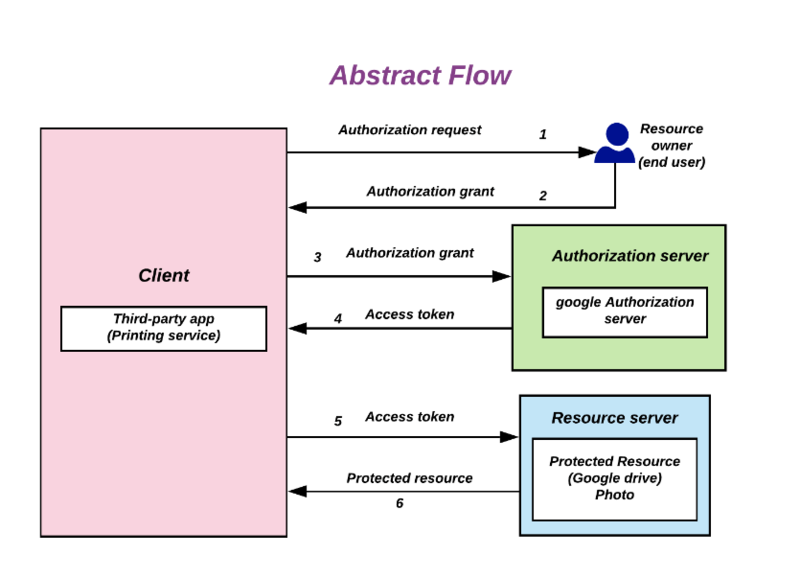 Abstract Flow
Authorization request 1
Resource
owner
(end user)
Authorization grant 2
3 Authorization grant
Authorization server
Client
google Authorization
server
4 Access token
Third-party app
(Printing service)
5 Access token
Resource server
Protected Resource
(Google drive)
Photo
Protected resource
6